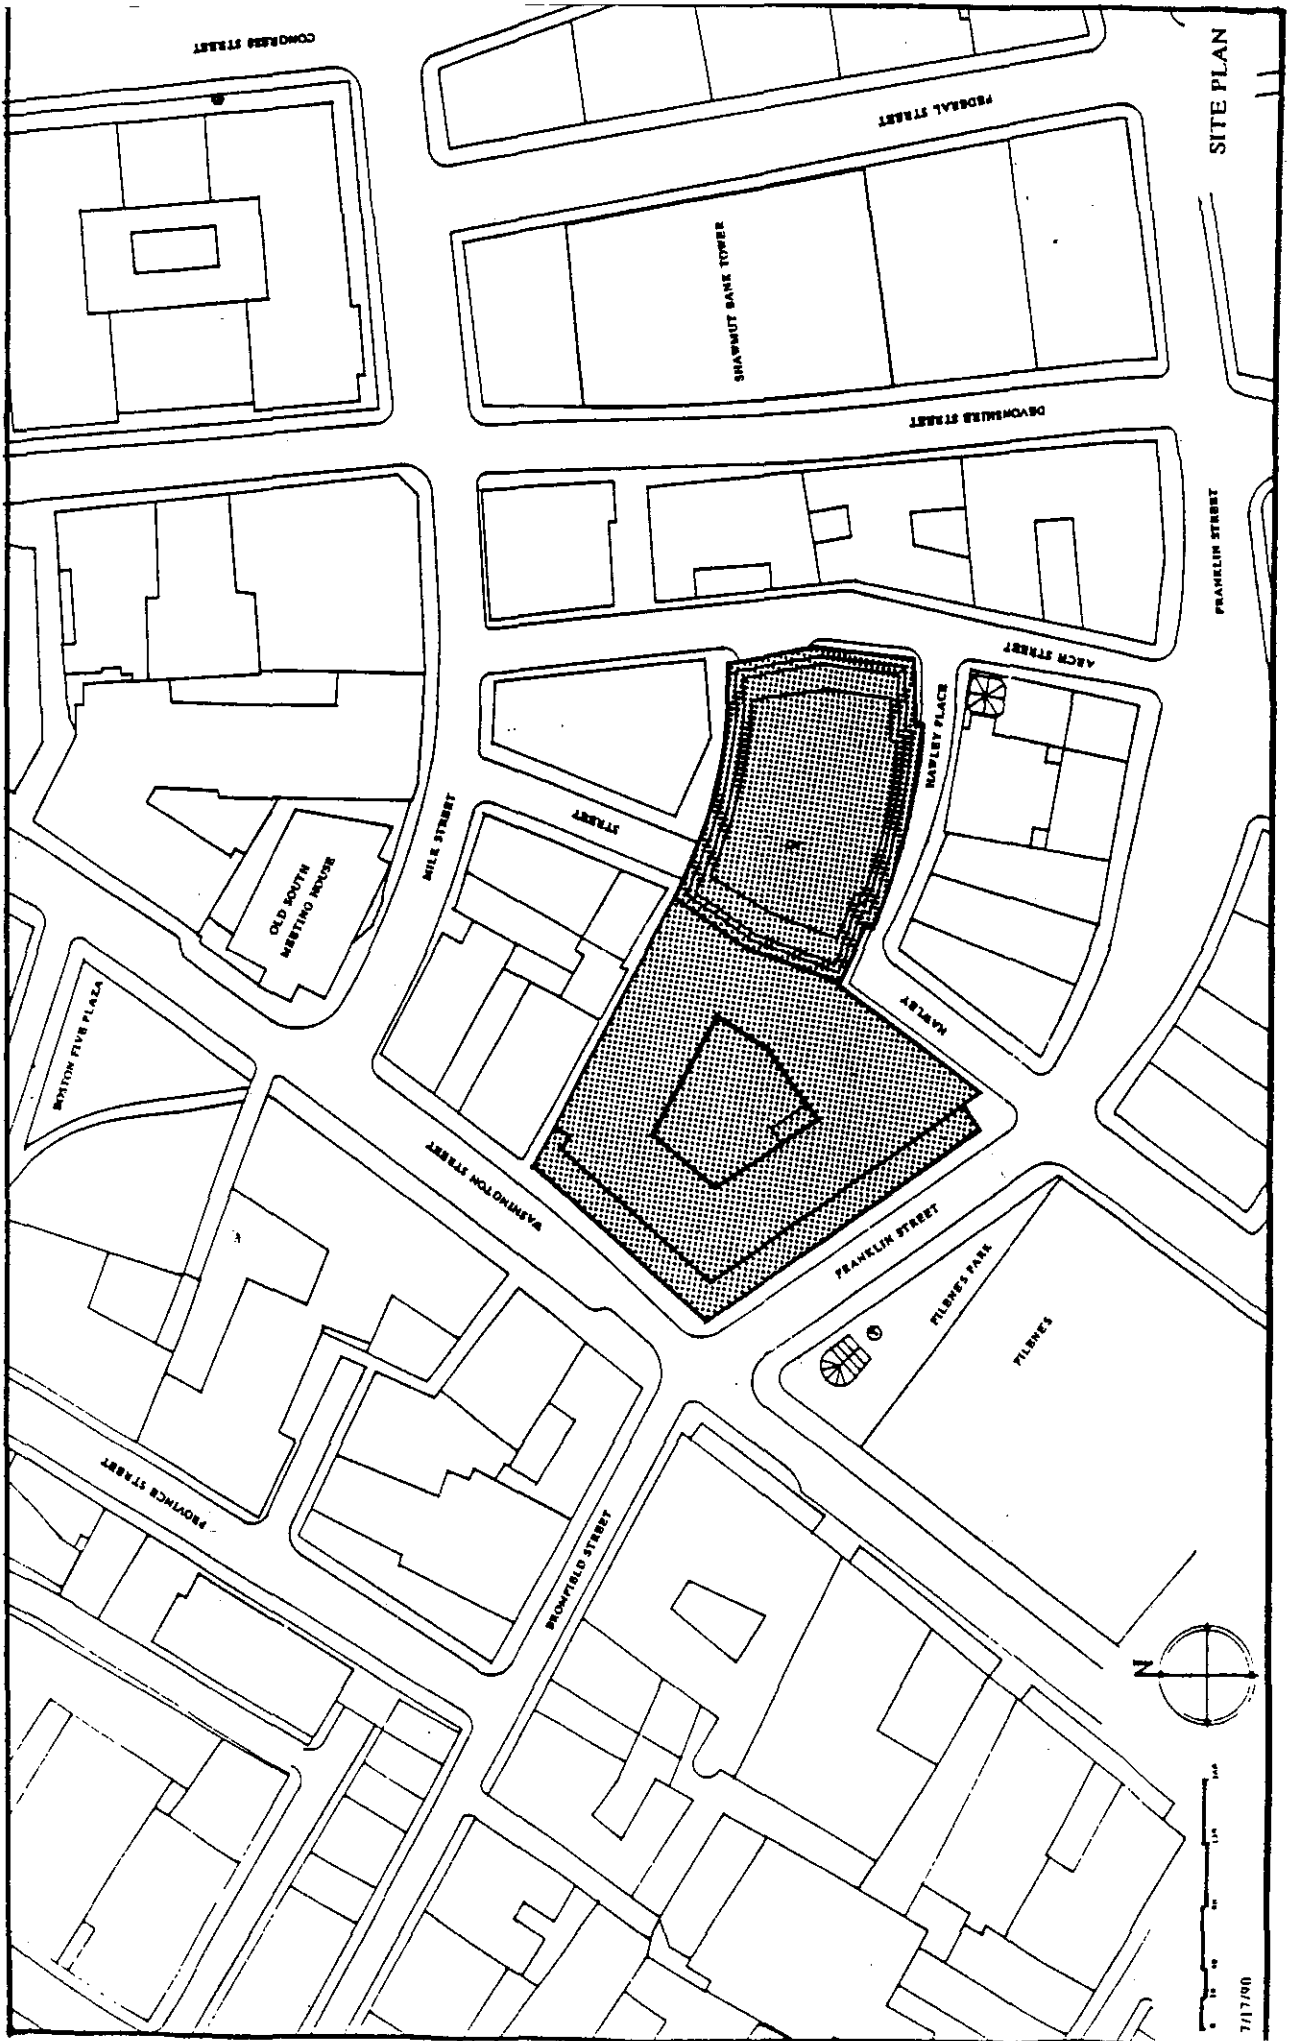 CONGRESS STREET
FEDERAL STREET
SITE PLAN
SHAWMUT BANK TOWER
DEVONSHIRE STREET
FRANKLIN STREET
ARCH STREET
HAWLEY PLACE
MILK STREET
STREET
OLD SOUTH
MEETING HOUSE
BOSTON FIVE PLAZA
HAWLEY
WASHINGTON STREET
FRANKLIN STREET
FILENE'S PARK
FILENE'S
PROVINCE STREET
BROMFIELD STREET
N
7/17/90